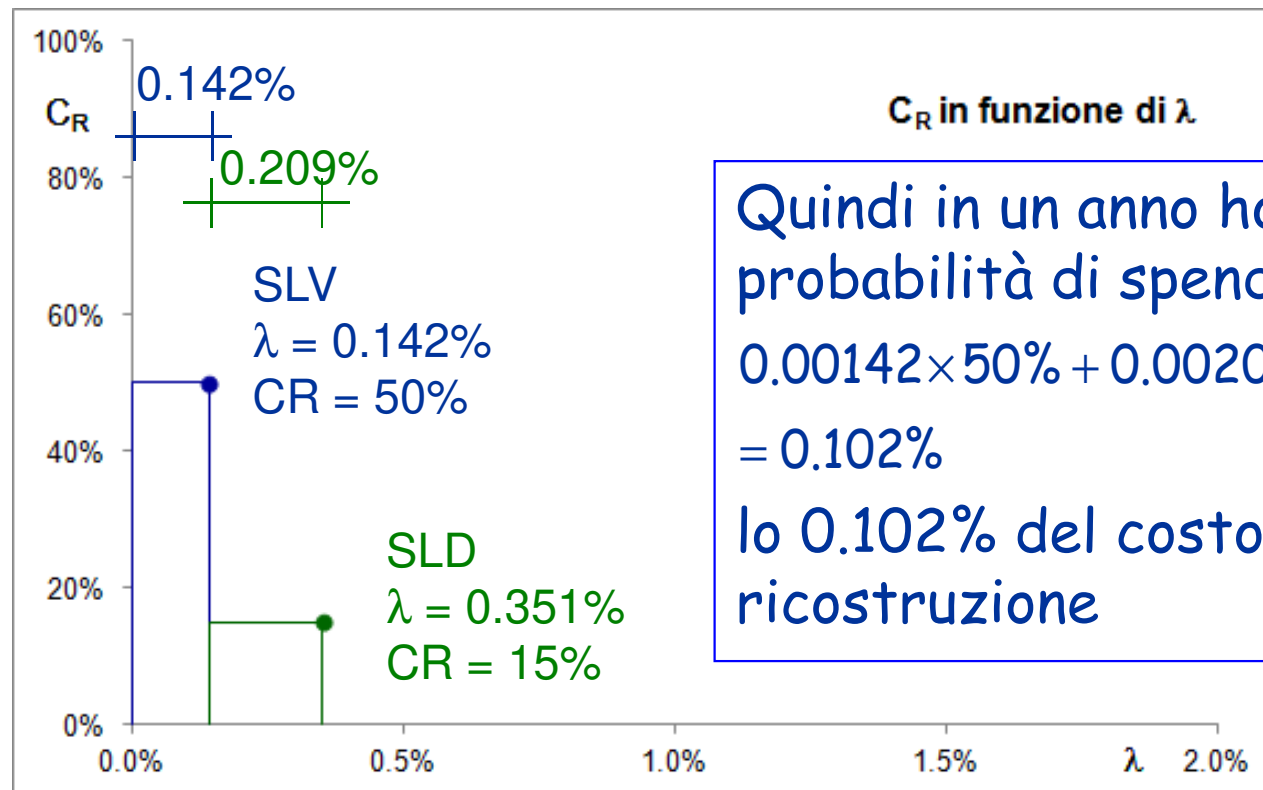 100%
0.142%
C_R
C_R in funzione di λ
0.209%
80%
Quindi in un anno
probabilità di
SLV
λ = 0.142%
CR = 50%
60%
0.00142×50% + 0.0020
= 0.102%
40%
lo 0.102% del costo
ricostruzione
SLD
λ = 0.351%
CR = 15%
20%
0%
0.0% 0.5% 1.0% 1.5% λ 2.0%